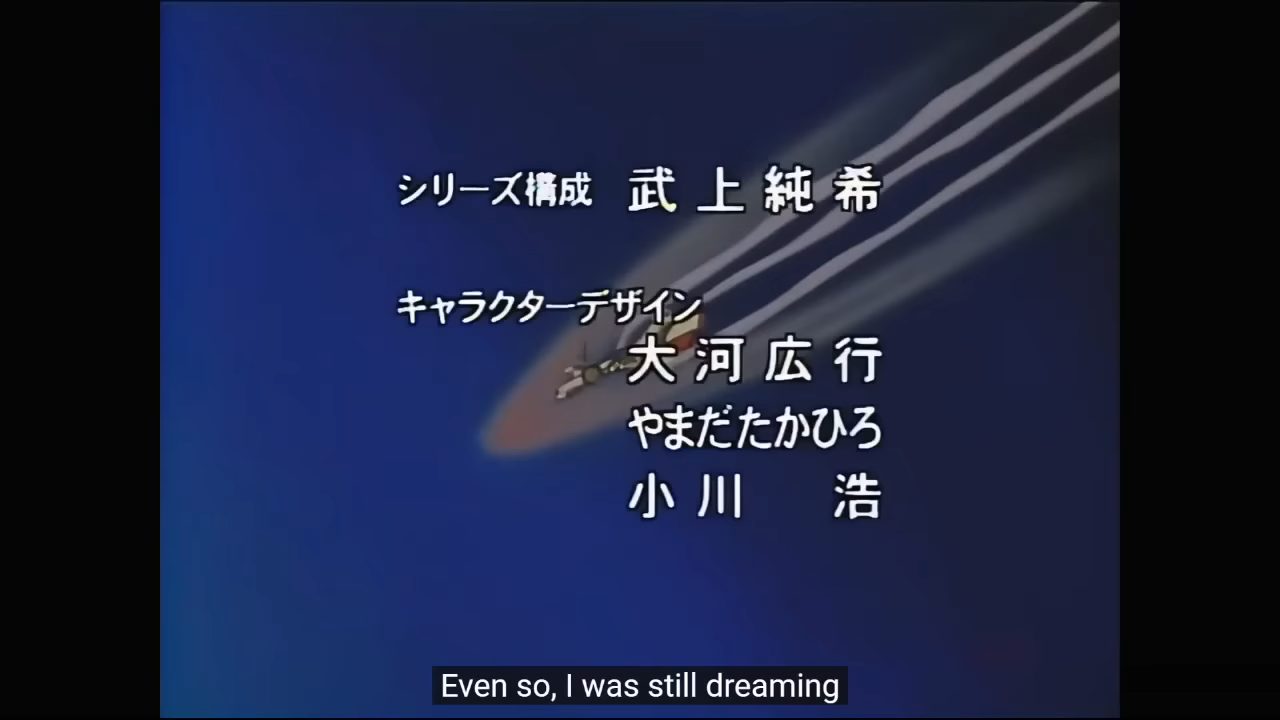 シリーズ構成 武上純希
キャラクターデザイン
大河広行
やまだたかひろ
小川 浩
Even so, I was still dreaming